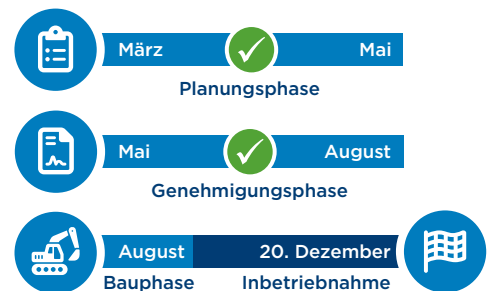 März Mai
Planungsphase
Mai August
Genehmigungsphase
August 20. Dezember
Bauphase Inbetriebnahme